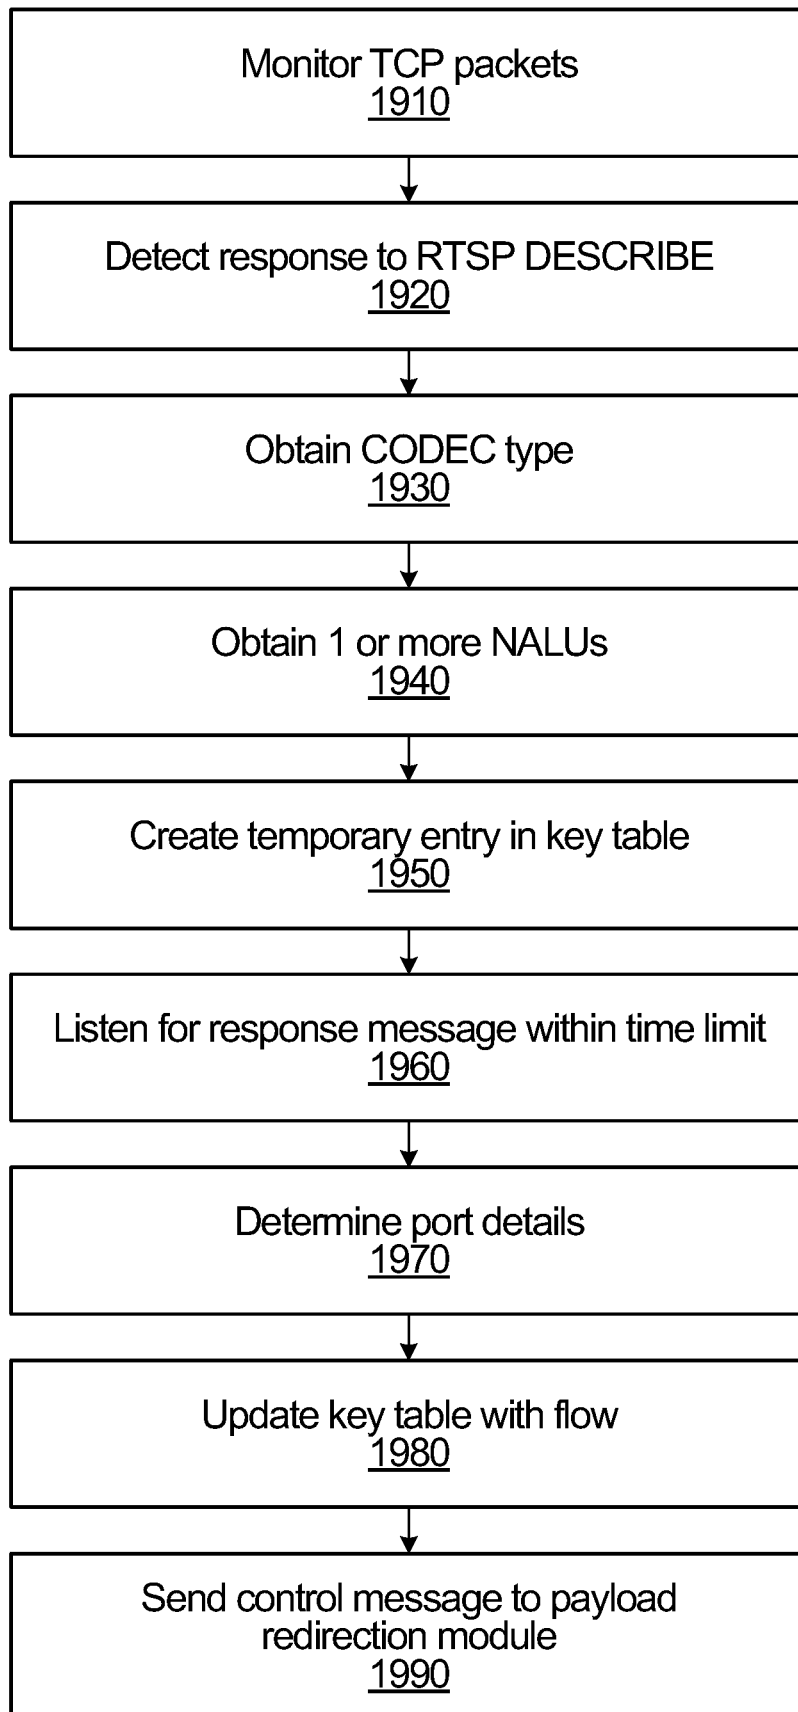 Monitor TCP packets
1910
Detect response to RTSP DESCRIBE
1920
Obtain CODEC type
1930
Obtain 1 or more NALUs
1940
Create temporary entry in key table
1950
Listen for response message within time limit
1960
Determine port details
1970
Update key table with flow
1980
Send control message to payload
redirection module
1990